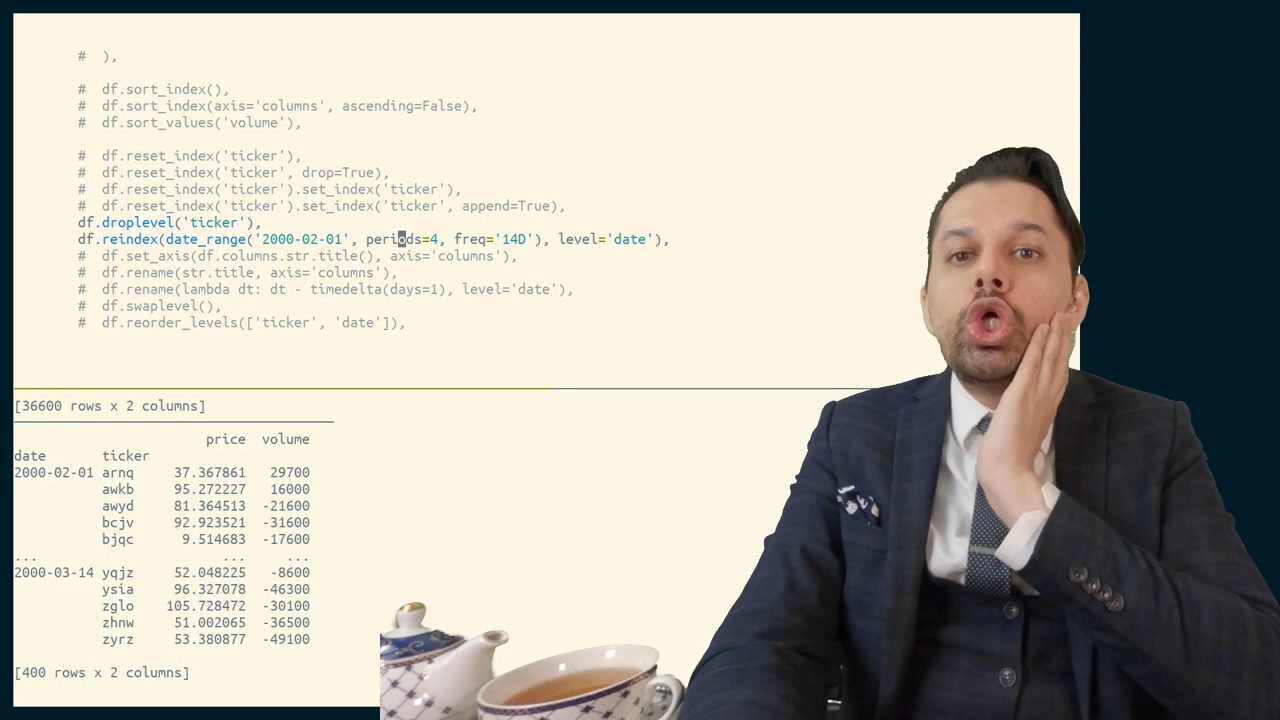 #  ),
#  df.sort_index(),
#  df.sort_index(axis='columns', ascending=False),
#  df.sort_values('volume'),
#  df.reset_index('ticker'),
#  df.reset_index('ticker', drop=True),
#  df.reset_index('ticker').set_index('ticker'),
#  df.reset_index('ticker').set_index('ticker', append=True),
df.droplevel('ticker'),
df.reindex(date_range('2000-02-01', periods=4, freq='14D'), level='date'),
#  df.set_axis(df.columns.str.title(), axis='columns'),
#  df.rename(str.title, axis='columns'),
#  df.rename(lambda dt: dt - timedelta(days=1), level='date'),
#  df.swaplevel(),
#  df.reorder_levels(['ticker', 'date']),
[36600 rows x 2 columns]
price  volume
date       ticker
2000-02-01 arnq     37.367861   29700
awkb     95.272227   16000
awyd     81.364513  -21600
bcjv     92.923521  -31600
bjqc      9.514683  -17600
...                       ...     ...
2000-03-14 yqjz     52.048225   -8600
ysia     96.327078  -46300
zglo    105.728472  -30100
zhnw     51.002065  -36500
zyrz     53.380877  -49100
[400 rows x 2 columns]